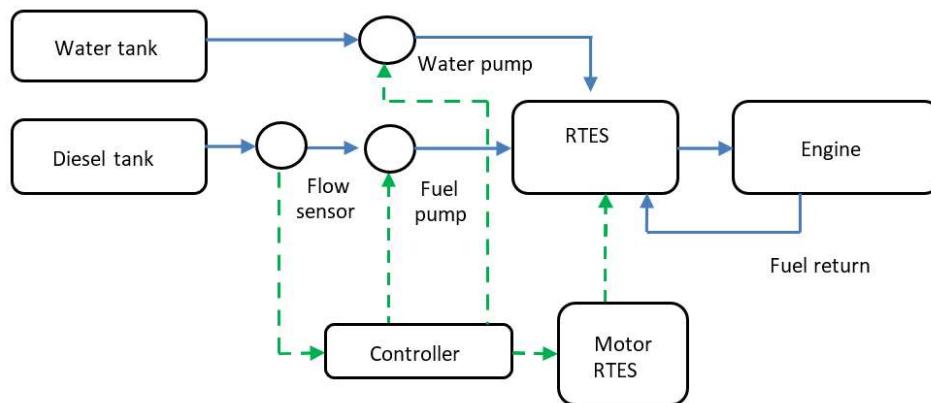 Water tank
Water pump
Diesel tank
Flow
sensor
Fuel
pump
RTES
Engine
Fuel return
Controller
Motor
RTES